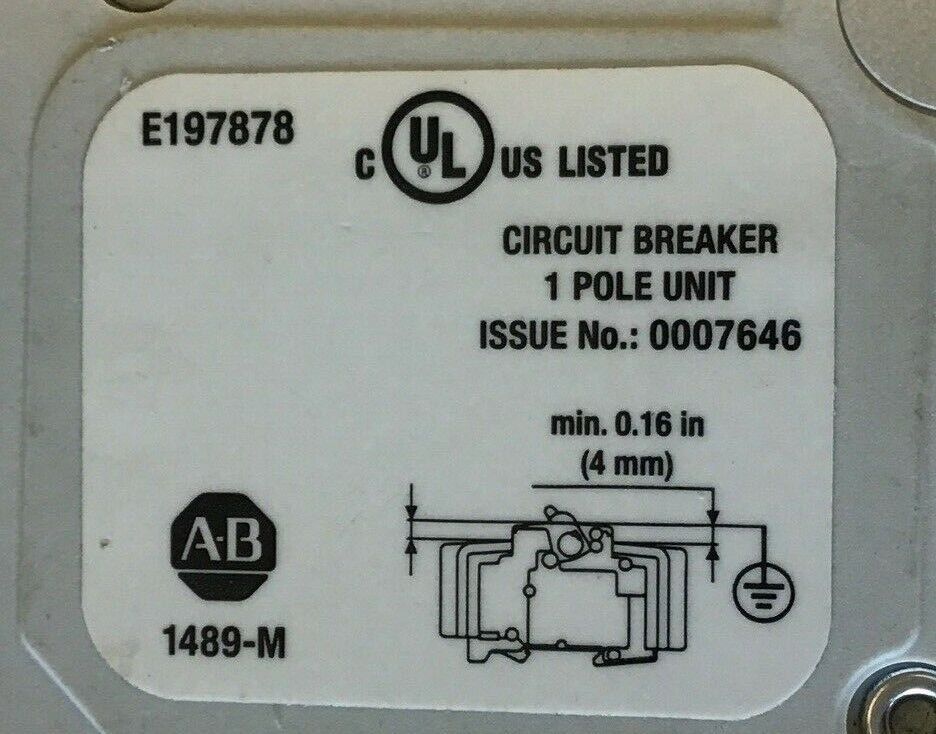 E197878
C UL® US LISTED
CIRCUIT BREAKER
1 POLE UNIT
ISSUE No.: 0007646
min. 0.16 in
(4 mm)
A-B
1489-M